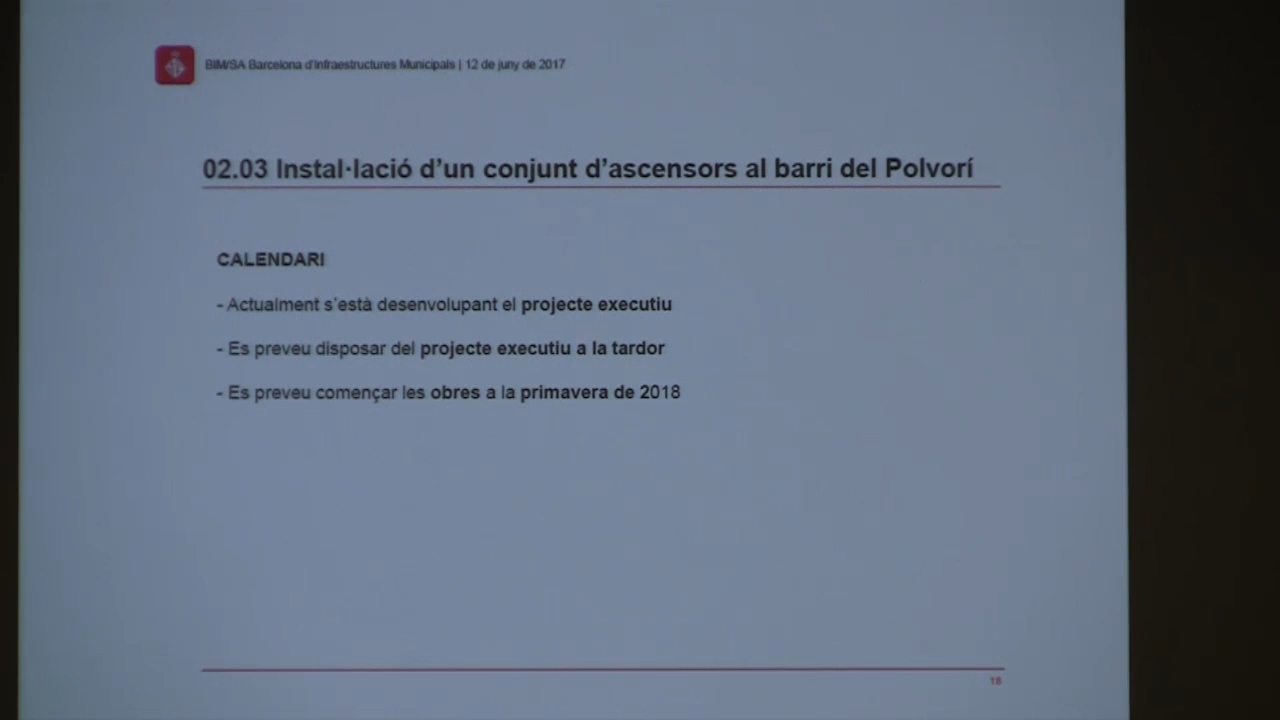 BIM/SA Barcelona d'Infraestructures Municipals | 12 de juny de 2017
02.03 Instal·lació d'un conjunt d'ascensors al barri del Polvorí
CALENDARI
- Actualment s'està desenvolupant el projecte executiu
- Es preveu disposar del projecte executiu a la tardor
- Es preveu començar les obres a la primavera de 2018
18